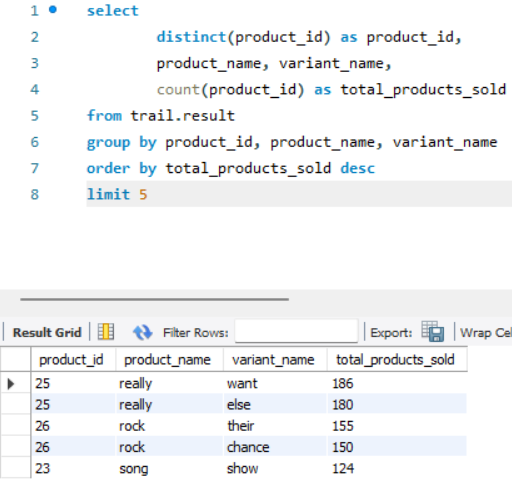 1 select
2 distinct(product_id) as product_id,
3 product_name, variant_name,
4 count(product_id) as total_products_sold
5 from trail.result
6 group by product_id, product_name, variant_name
7 order by total_products_sold desc
8 limit 5
Result Grid Filter Rows: Export: Wrap Cel
product_id product_name variant_name total_products_sold
25 really want 186
25 really else 180
26 rock their 155
26 rock chance 150
23 song show 124